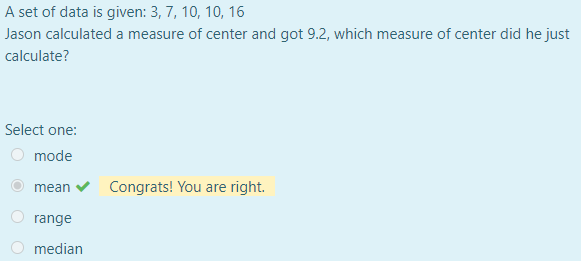 A set of data is given: 3, 7, 10, 10, 16
Jason calculated a measure of center and got 9.2, which measure of center did he just
calculate?
Select one:
mode
mean Congrats! You are right.
range
median